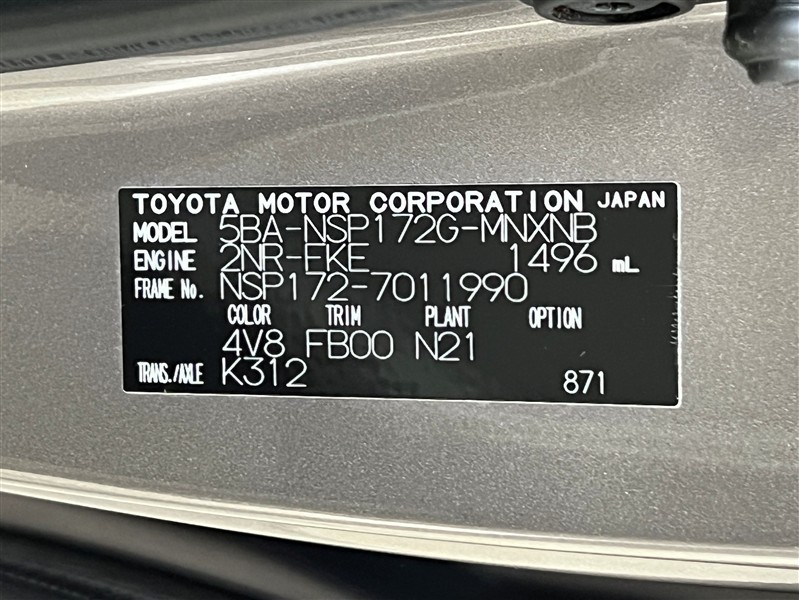 TOYOTA MOTOR CORPORATION JAPAN
MODEL 5BA-NSP172G-MNXNB
ENGINE 2NR-FKE 1496 mL
FRAME No. NSP172-7011990
COLOR TRIM PLANT OPTION
4V8 FB00 N21
TRANS./AXLE K312 871